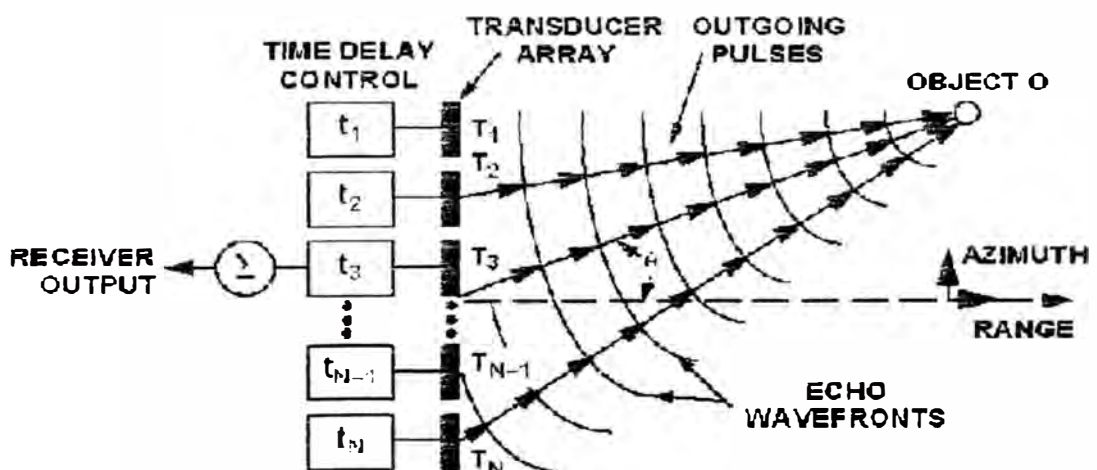 TRANSDUCER
ARRAY
OUTGOING
PULSES
TIME DELAY
CONTROL
OBJECT O
t₁
T₁
T₂
t₂
RECEIVER
OUTPUT
Σ
t₃
T₃
θ
AZIMUTH
RANGE
tN−1
TN−1
ECHO
WAVEFRONTS
tN
TN